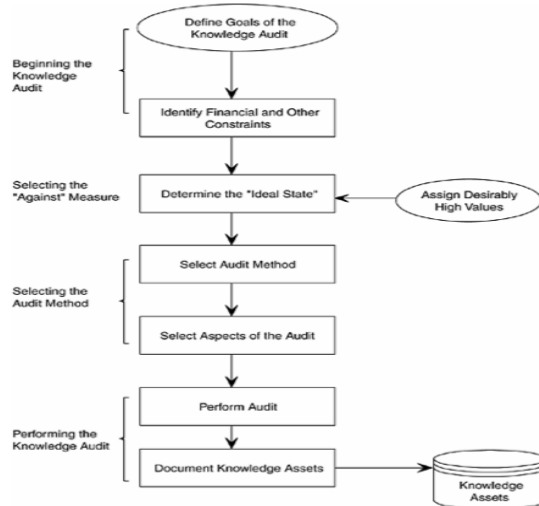 Define Goals of the
Knowledge Audit
Beginning the
Knowledge
Audit
Identify Financial and Other
Constraints
Selecting the
"Against" Measure
Determine the "Ideal State"
Assign Desirably
High Values
Select Audit Method
Selecting the
Audit Method
Select Aspects of the Audit
Perform Audit
Performing the
Knowledge Audit
Document Knowledge Assets
Knowledge
Assets